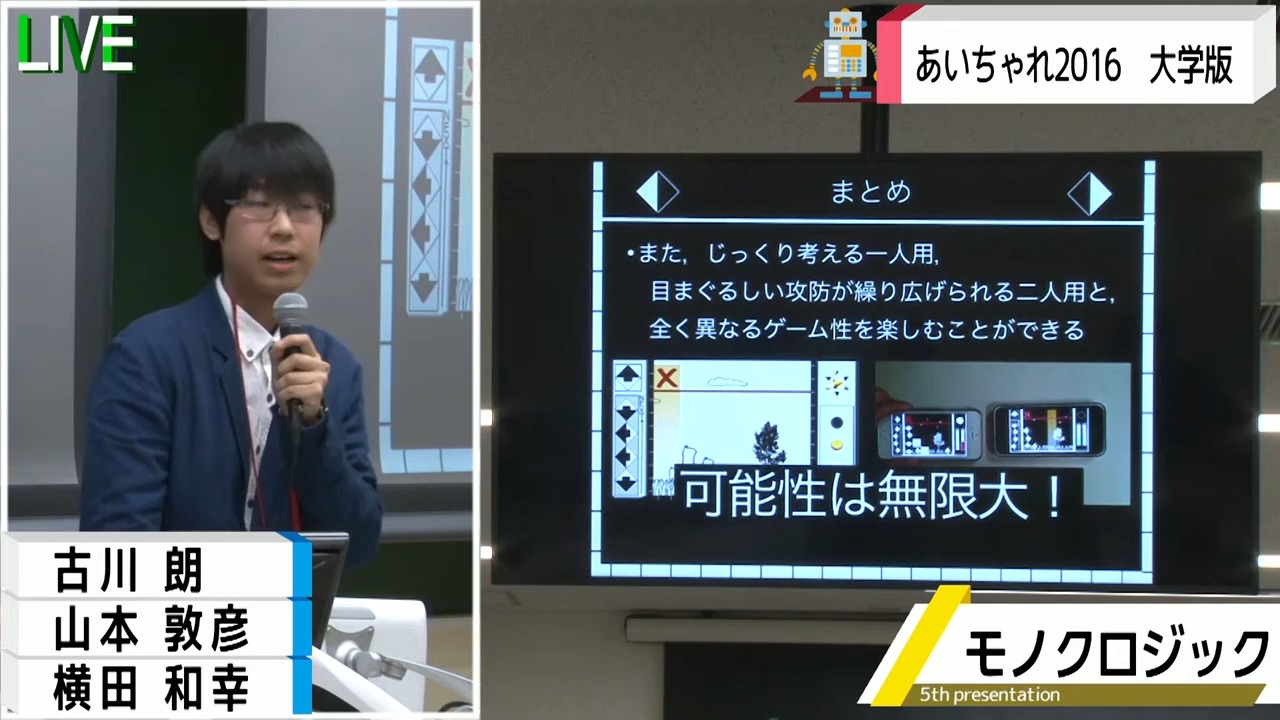 LIVE
あいちゃれ2016 大学版
まとめ
•また，じっくり考える一人用，
目まぐるしい攻防が繰り広げられる二人用と，
全く異なるゲーム性を楽しむことができる
可能性は無限大！
古川 朗
山本 敦彦
横田 和幸
モノクロジック
5th presentation